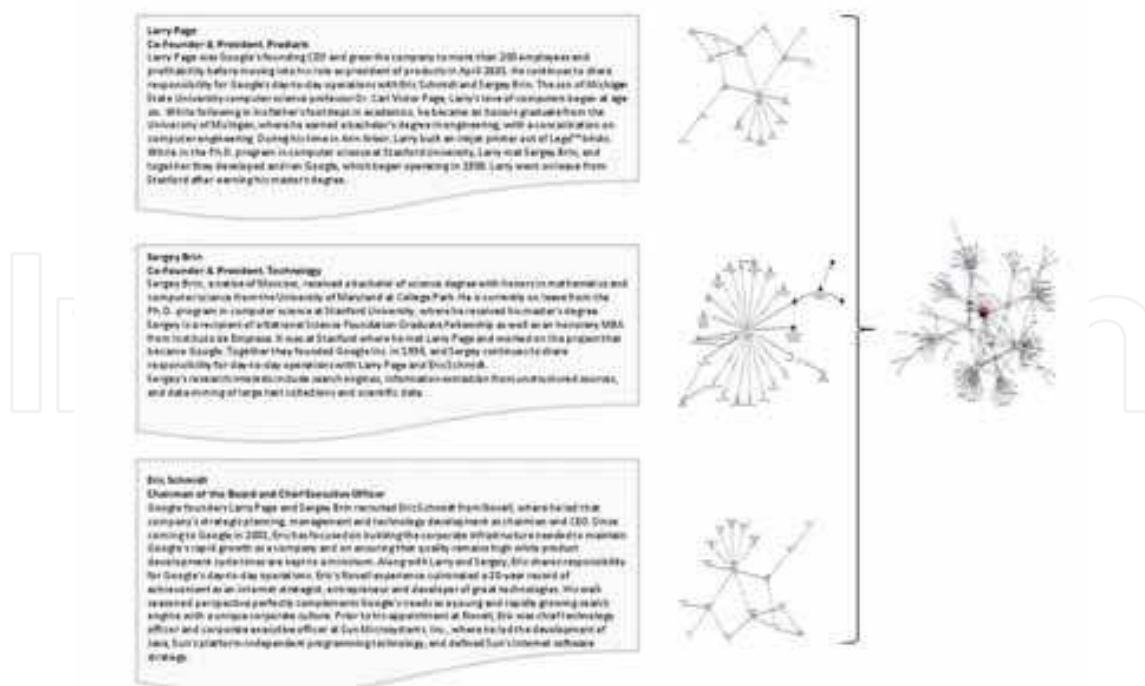 Larry Page
Co-Founder & President, Products
Larry Page was Google's founding CEO and grew the company to more than 200 employees and
profitability before moving into his role as president of products in April 2001. He continues to share
responsibility for Google's day-to-day operations with Eric Schmidt and Sergey Brin. The son of Michigan
State University computer science professor Dr. Carl Victor Page, Larry's love of computers began at age
six. While following in his father's footsteps in academics, he became an honors graduate from the
University of Michigan, where he earned a bachelor's degree in engineering, with a concentration on
computer engineering. During his time in Ann Arbor, Larry built an inkjet printer out of Lego™ bricks.
While in the Ph.D. program in computer science at Stanford University, Larry met Sergey Brin, and
together they developed and ran Google, which began operating in 1998. Larry went on leave from
Stanford after earning his master's degree.
Sergey Brin
Co-Founder & President, Technology
Sergey Brin, a native of Moscow, received a bachelor of science degree with honors in mathematics and
computer science from the University of Maryland at College Park. He is currently on leave from the
Ph.D. program in computer science at Stanford University, where he received his master's degree.
Sergey is a recipient of a National Science Foundation Graduate Fellowship as well as an honorary MBA
from Instituto de Empresa. It was at Stanford where he met Larry Page and worked on the project that
became Google. Together they founded Google Inc. in 1998, and Sergey continues to share
responsibility for day-to-day operations with Larry Page and Eric Schmidt.
Sergey's research interests include search engines, information extraction from unstructured sources,
and data mining of large text collections and scientific data.
Eric Schmidt
Chairman of the Board and Chief Executive Officer
Google founders Larry Page and Sergey Brin recruited Eric Schmidt from Novell, where he led that
company's strategic planning, management and technology development as chairman and CEO. Since
coming to Google in 2001, Eric has focused on building the corporate infrastructure needed to maintain
Google's rapid growth as a company and on ensuring that quality remains high while product
development cycle times are kept to a minimum. Along with Larry and Sergey, Eric shares responsibility
for Google's day-to-day operations. Eric's Novell experience culminated a 20-year record of
achievement as an Internet strategist, entrepreneur and developer of great technologies. His well-
seasoned perspective perfectly complements Google's needs as a young and rapidly growing search
engine with a unique corporate culture. Prior to his appointment at Novell, Eric was chief technology
officer and corporate executive officer at Sun Microsystems, Inc., where he led the development of
Java, Sun's platform-independent programming technology, and defined Sun's Internet software
strategy.